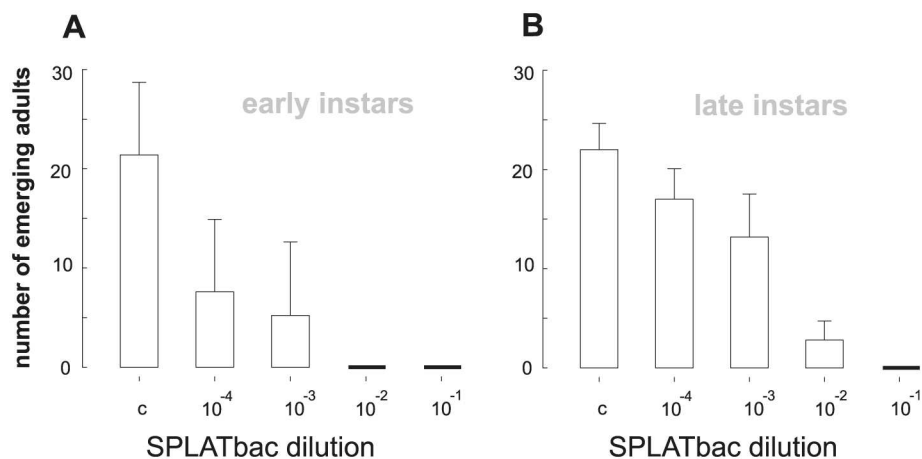 A
B
number of emerging adults
30
20
10
0
early instars
c
10⁻⁴
10⁻³
10⁻²
10⁻¹
SPLATbac dilution
30
20
10
0
late instars
c
10⁻⁴
10⁻³
10⁻²
10⁻¹
SPLATbac dilution